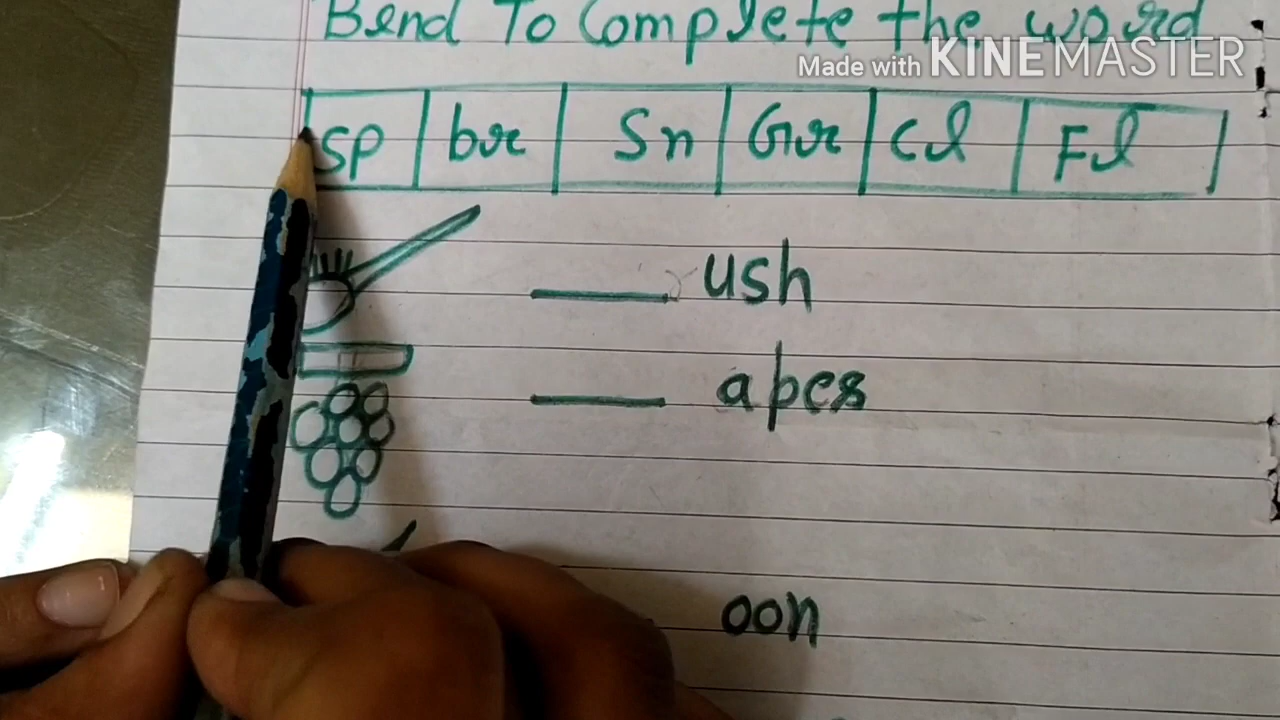 Bend To Complete the word
Made with KINEMASTER
sp br Sn Gr Cl Fl
ush
apes
oon